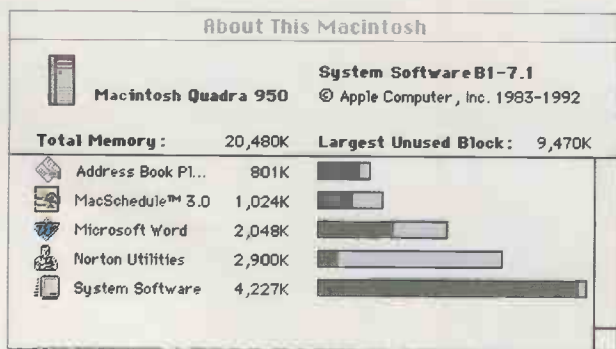 About This Macintosh
System Software B1-7.1
Macintosh Quadra 950
© Apple Computer, Inc. 1983-1992
Total Memory: 20,480K Largest Unused Block: 9,470K
Address Book Pl... 801K
MacSchedule™ 3.0 1,024K
Microsoft Word 2,048K
Norton Utilities 2,900K
System Software 4,227K